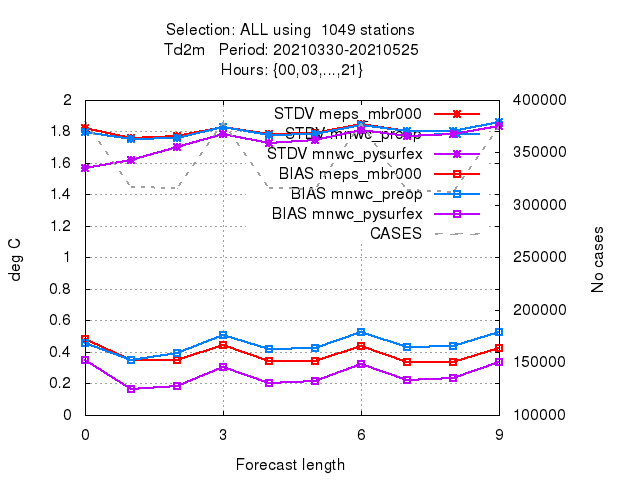 Selection: ALL using  1049 stations
Td2m   Period: 20210330-20210525
Hours: {00,03,...,21}
2
1.8
1.6
1.4
1.2
1
0.8
0.6
0.4
0.2
0
deg C
STDV meps_mbr000
STDV mnwc_preop
STDV mnwc_pysurfex
BIAS meps_mbr000
BIAS mnwc_preop
BIAS mnwc_pysurfex
CASES
400000
350000
300000
250000
200000
150000
100000
No cases
0
3
6
9
Forecast length